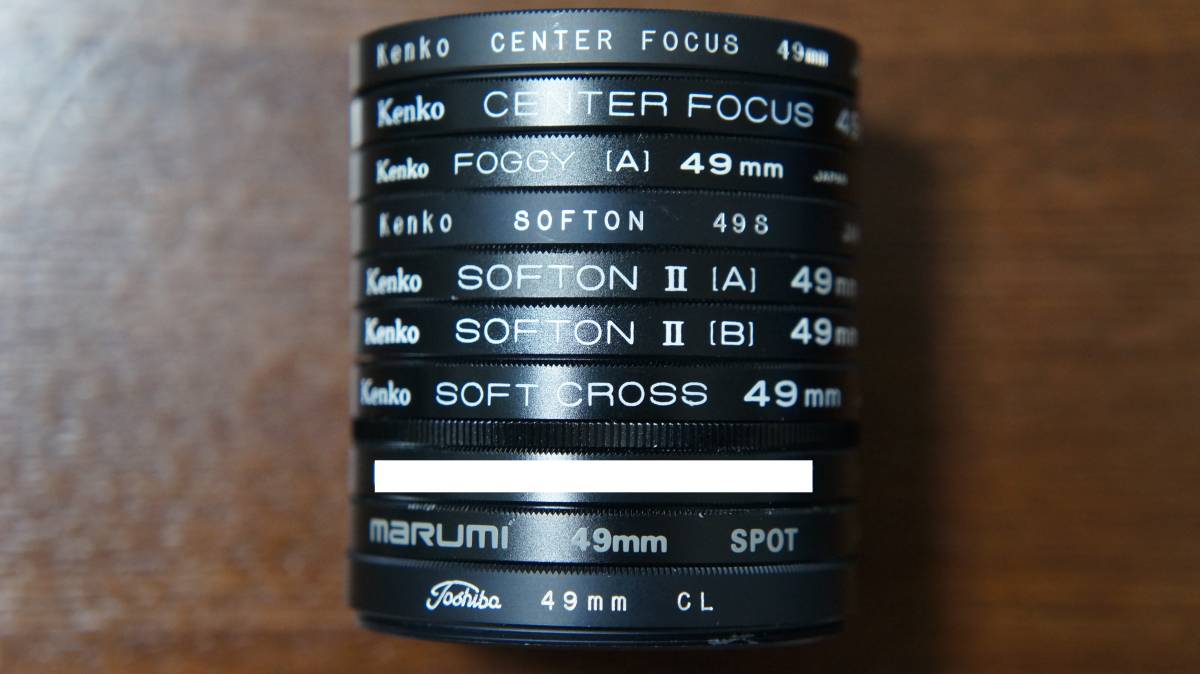 Kenko CENTER FOCUS 49mm
Kenko CENTER FOCUS
Kenko FOGGY [A] 49mm JAPAN
Kenko SOFTON 49S
Kenko SOFTON II [A] 49mm
Kenko SOFTON II [B] 49mm
Kenko SOFT CROSS 49mm
marumi 49mm SPOT
Toshiba 49mm CL